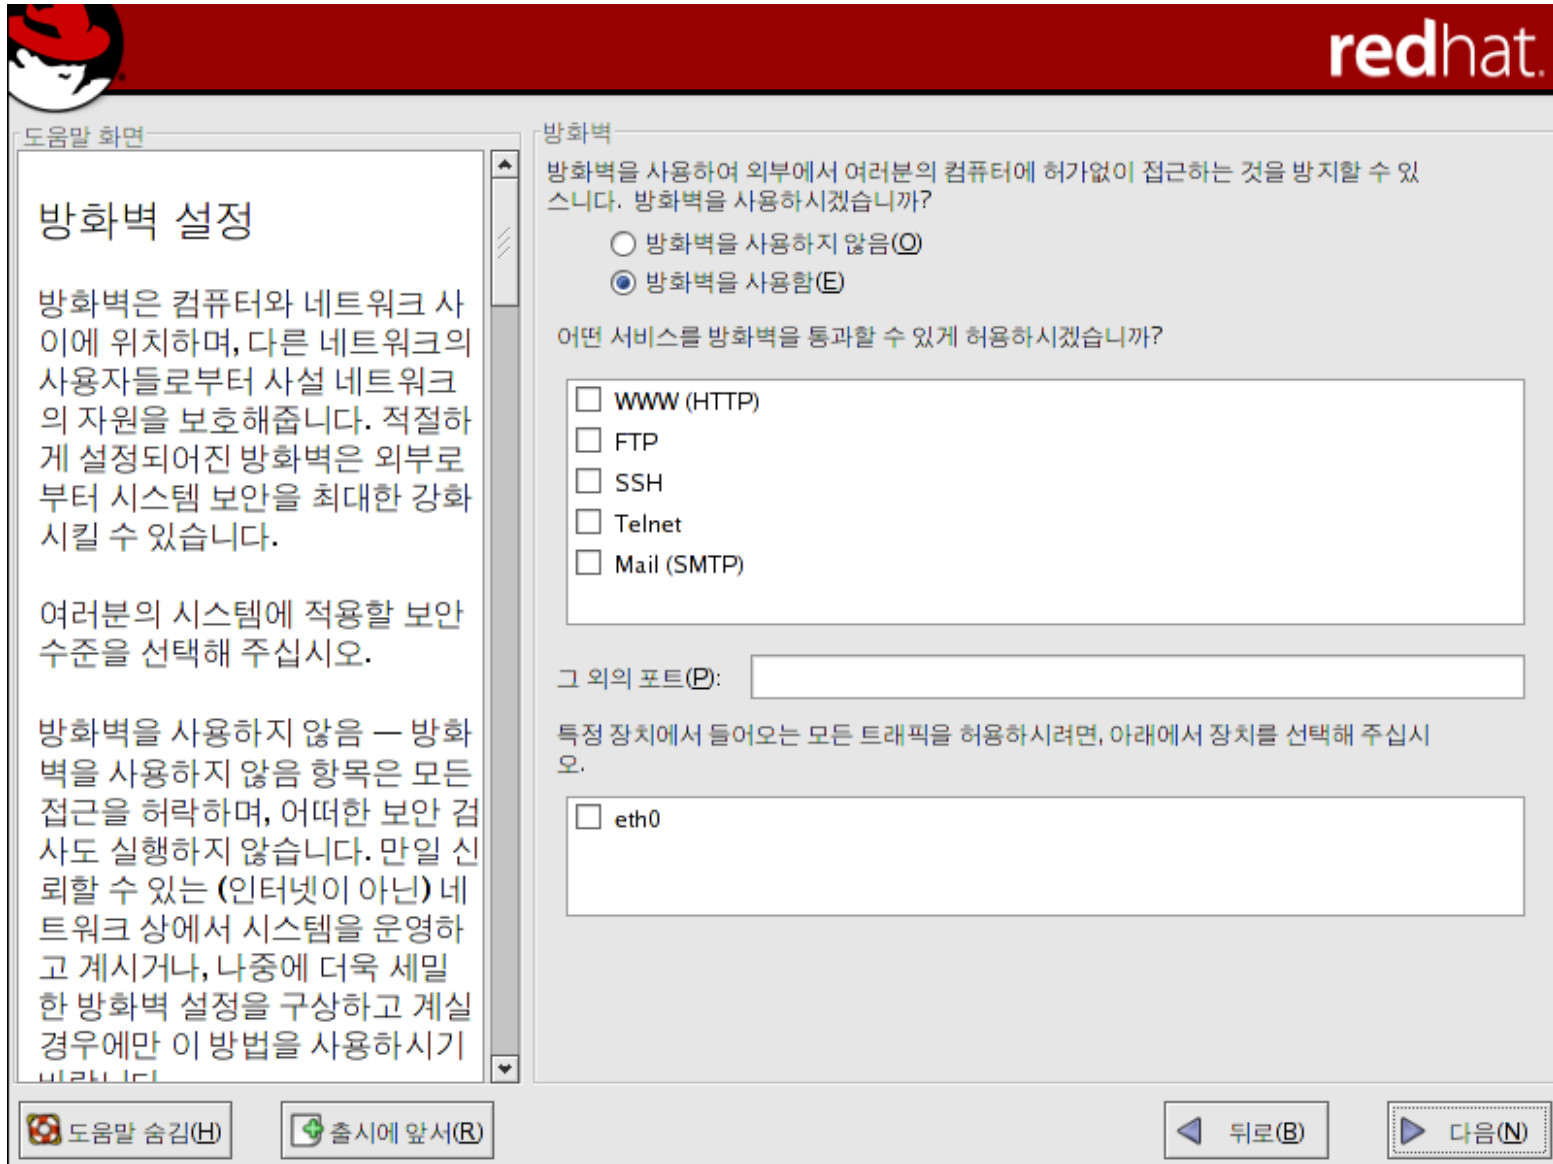 redhat.
도움말 화면
방화벽 설정
방화벽은 컴퓨터와 네트워크 사
이에 위치하며, 다른 네트워크의
사용자들로부터 사설 네트워크
의 자원을 보호해줍니다. 적절하
게 설정되어진 방화벽은 외부로
부터 시스템 보안을 최대한 강화
시킬 수 있습니다.
여러분의 시스템에 적용할 보안
수준을 선택해 주십시오.
방화벽을 사용하지 않음 — 방화
벽을 사용하지 않음 항목은 모든
접근을 허락하며, 어떠한 보안 검
사도 실행하지 않습니다. 만일 신
뢰할 수 있는 (인터넷이 아닌) 네
트워크 상에서 시스템을 운영하
고 계시거나, 나중에 더욱 세밀
한 방화벽 설정을 구상하고 계실
경우에만 이 방법을 사용하시기
방화벽
방화벽을 사용하여 외부에서 여러분의 컴퓨터에 허가없이 접근하는 것을 방지할 수 있
스니다. 방화벽을 사용하시겠습니까?
방화벽을 사용하지 않음(O)
방화벽을 사용함(E)
어떤 서비스를 방화벽을 통과할 수 있게 허용하시겠습니까?
WWW (HTTP)
FTP
SSH
Telnet
Mail (SMTP)
그 외의 포트(P):
특정 장치에서 들어오는 모든 트래픽을 허용하시려면, 아래에서 장치를 선택해 주십시
오.
eth0
도움말 숨김(H)
출시에 앞서(R)
뒤로(B)
다음(N)